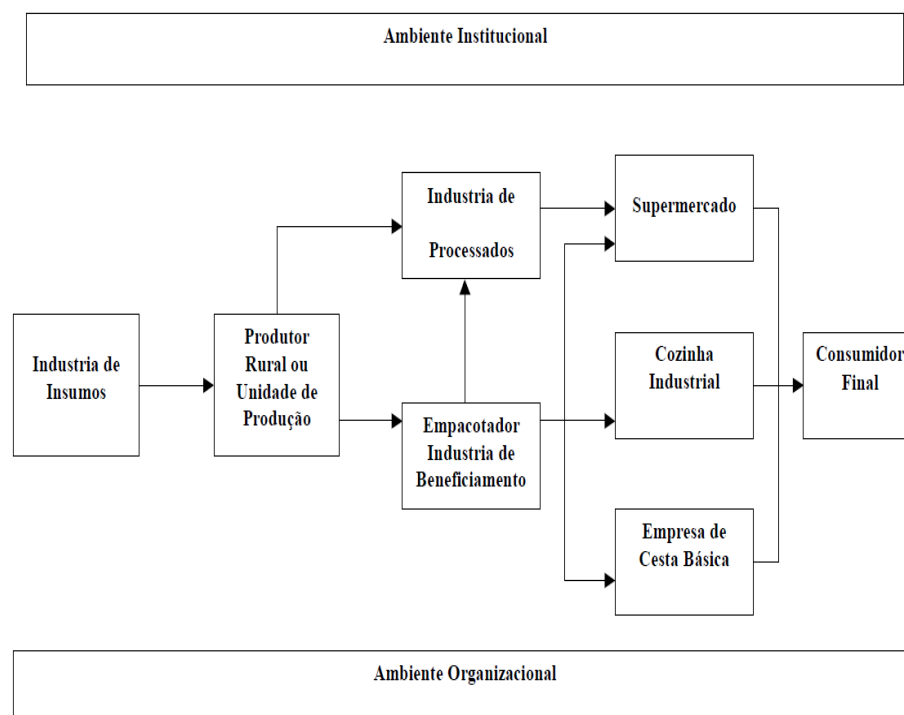 Ambiente Institucional
Industria de
Processados
Supermercado
Industria de
Insumos
Produtor
Rural ou
Unidade de
Produção
Empacotador
Industria de
Beneficiamento
Cozinha
Industrial
Consumidor
Final
Empresa de
Cesta Básica
Ambiente Organizacional